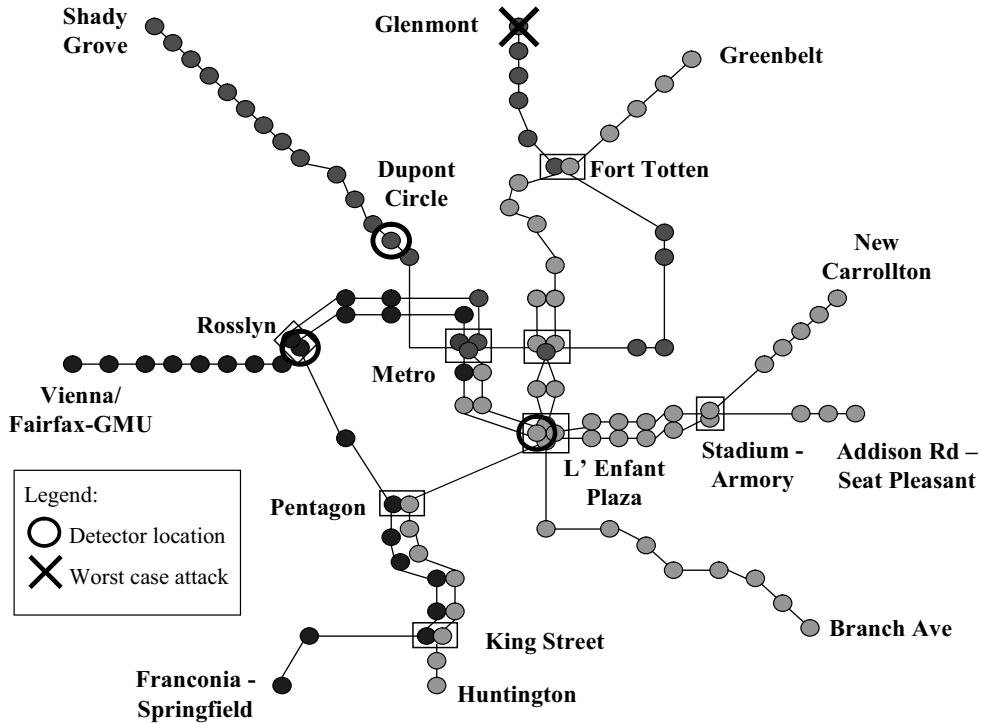 Shady
Grove
Glenmont
Greenbelt
Dupont
Circle
Fort Totten
New
Carrollton
Rosslyn
Metro
Vienna/
Fairfax-GMU
L' Enfant
Plaza
Stadium -
Armory
Addison Rd –
Seat Pleasant
Pentagon
Legend:
Detector location
Worst case attack
King Street
Branch Ave
Franconia -
Springfield
Huntington